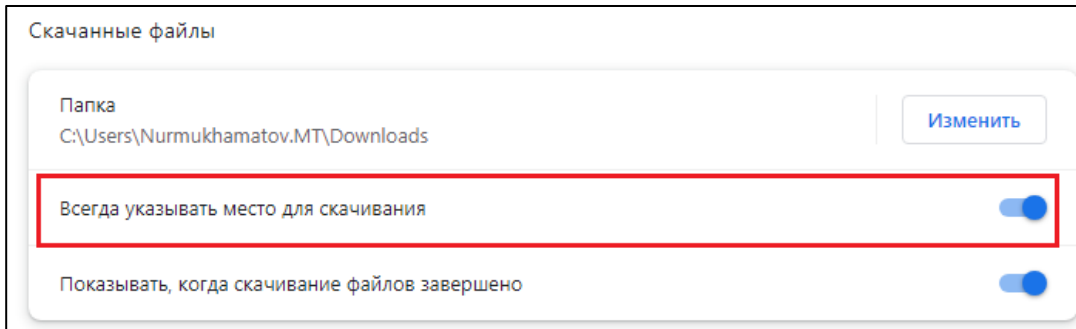 Скачанные файлы
Папка
C:\Users\Nurmukhamatov.MT\Downloads
Изменить
Всегда указывать место для скачивания
Показывать, когда скачивание файлов завершено